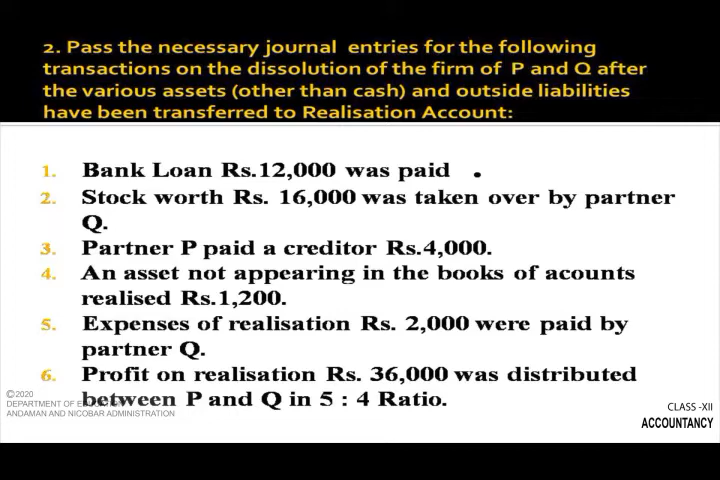 2. Pass the necessary journal entries for the following
transactions on the dissolution of the firm of P and Q after
the various assets (other than cash) and outside liabilities
have been transferred to Realisation Account:
1. Bank Loan Rs.12,000 was paid .
2. Stock worth Rs. 16,000 was taken over by partner
Q.
3. Partner P paid a creditor Rs.4,000.
4. An asset not appearing in the books of acounts
realised Rs.1,200.
5. Expenses of realisation Rs. 2,000 were paid by
partner Q.
6. Profit on realisation Rs. 36,000 was distributed
between P and Q in 5 : 4 Ratio.
©2020
DEPARTMENT OF EDUCATION
ANDAMAN AND NICOBAR ADMINISTRATION
CLASS -XII
ACCOUNTANCY